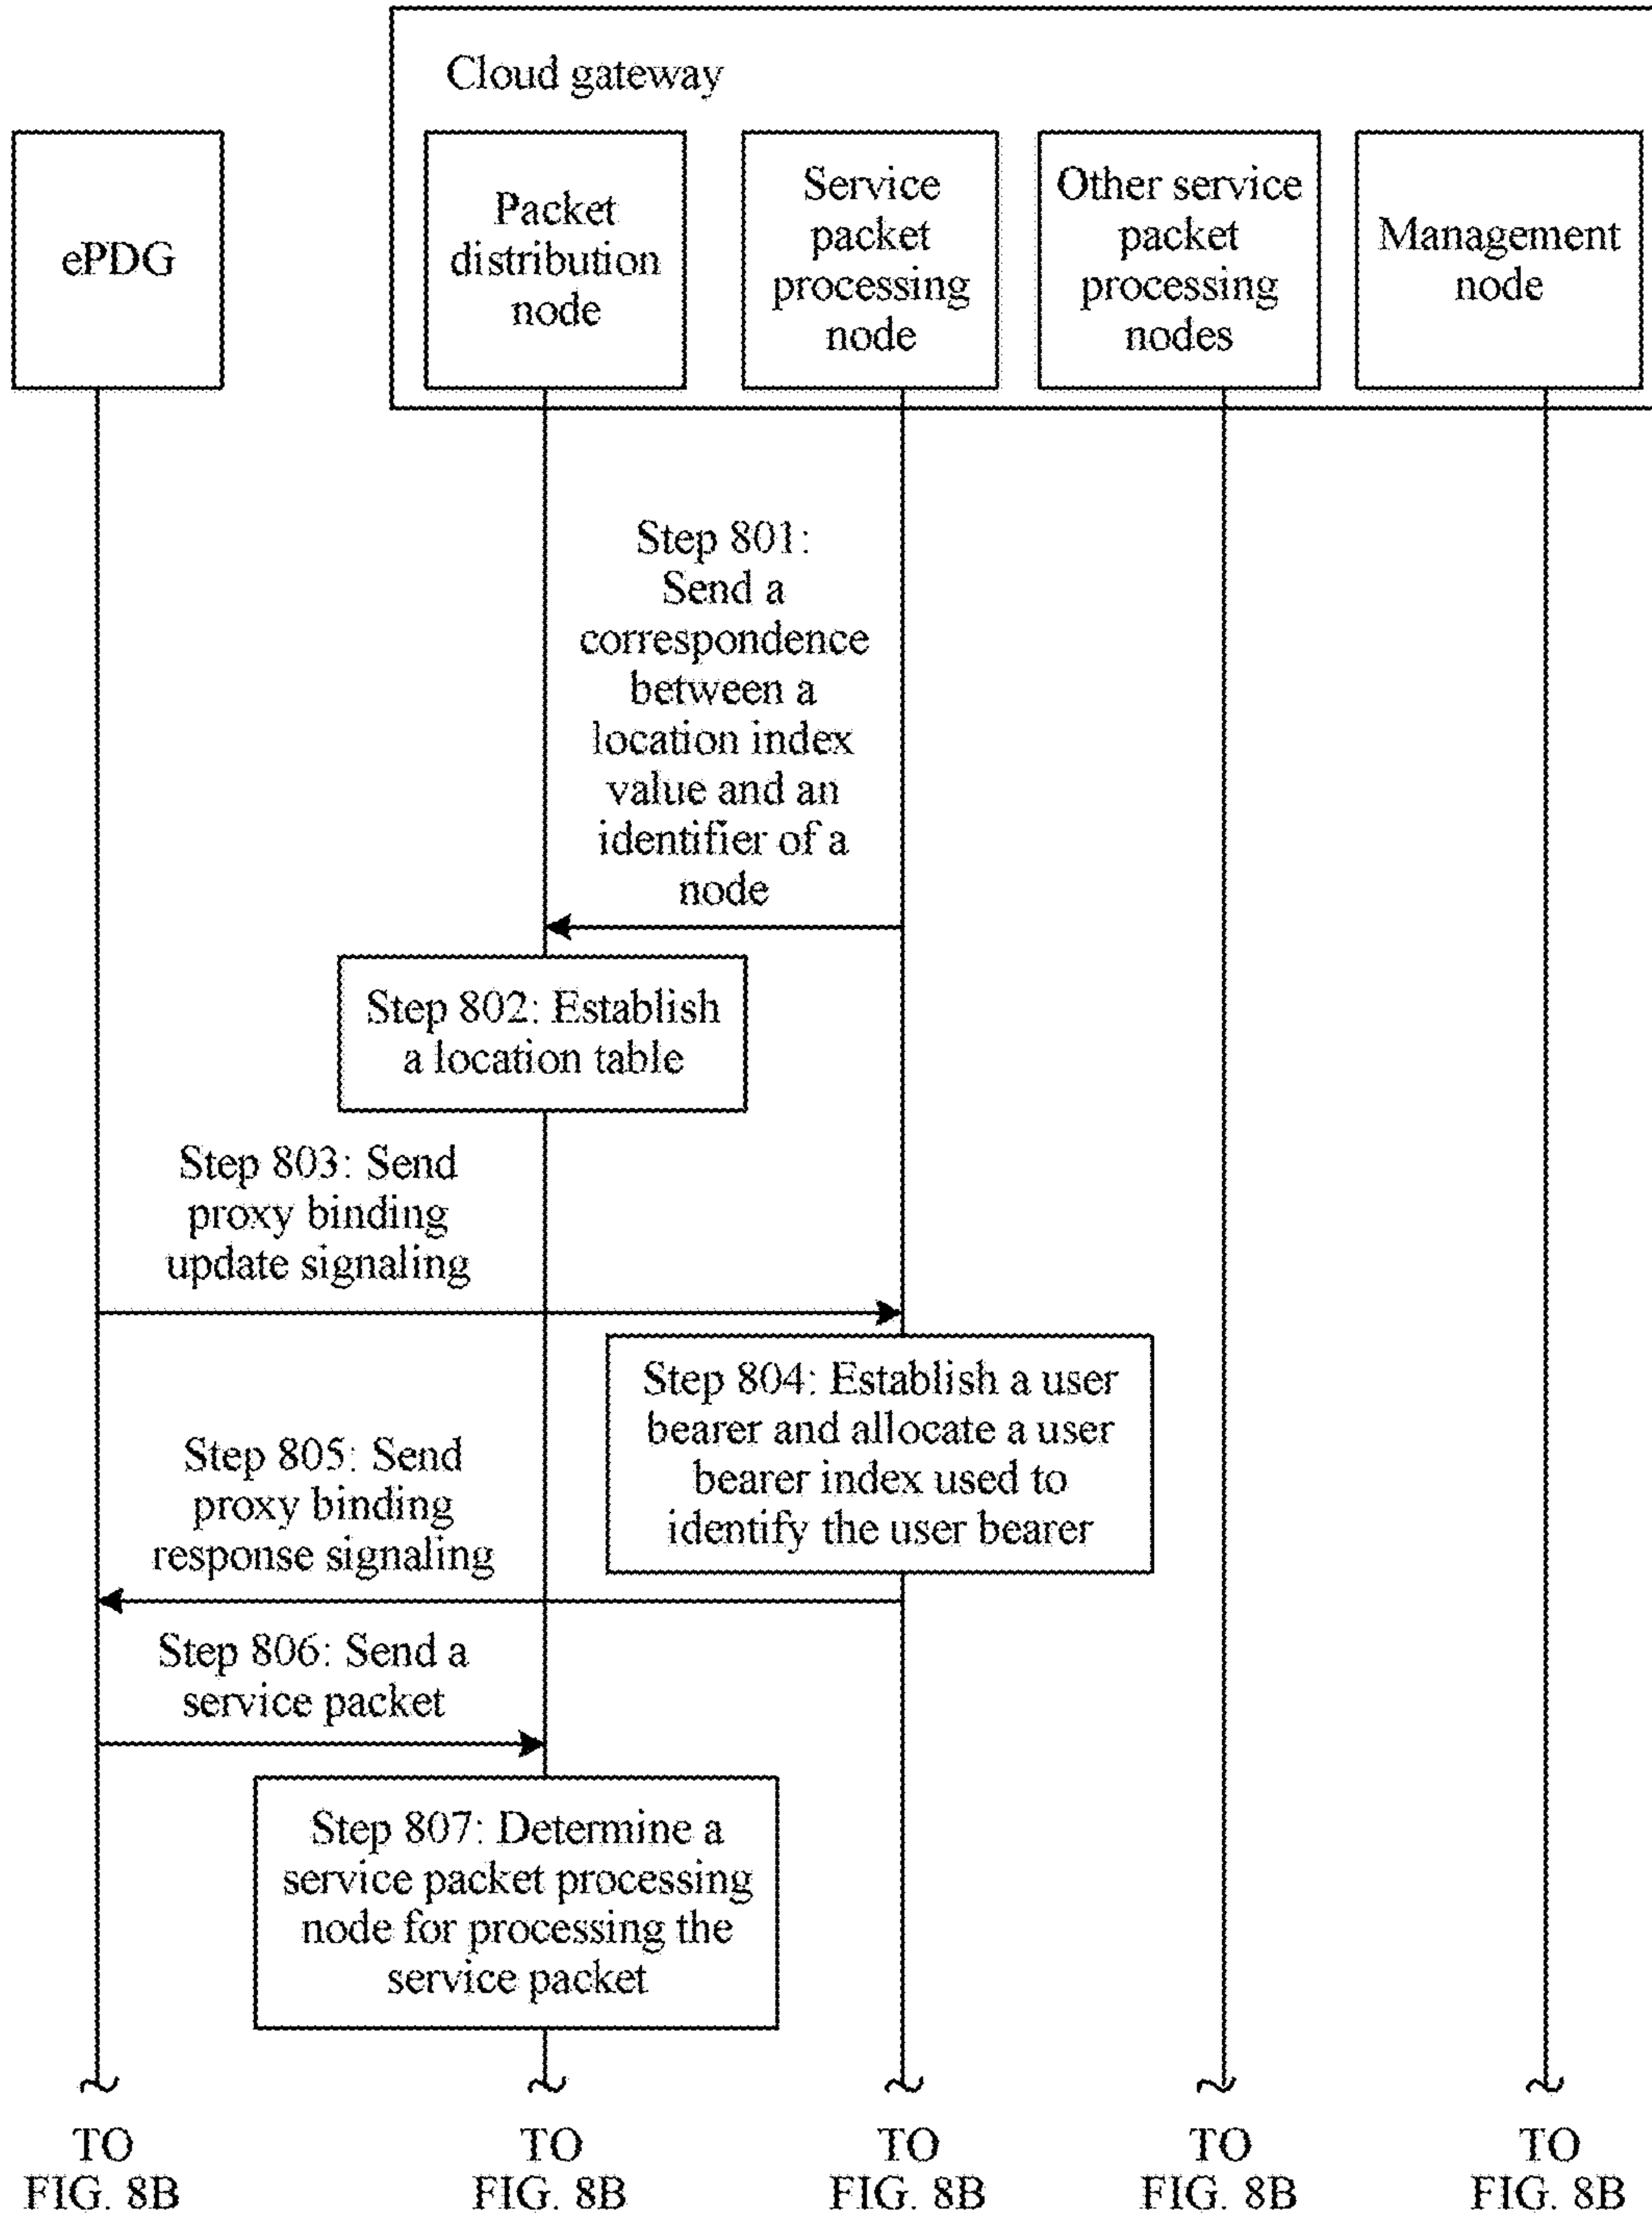 Cloud gateway
ePDG
Packet
distribution
node
Service
packet
processing
node
Other service
packet
processing
nodes
Management
node
Step 801:
Send a
correspondence
between a
location index
value and an
identifier of a
node
Step 802: Establish
a location table
Step 803: Send
proxy binding
update signaling
Step 804: Establish a user
bearer and allocate a user
bearer index used to
identify the user bearer
Step 805: Send
proxy binding
response signaling
Step 806: Send a
service packet
Step 807: Determine a
service packet processing
node for processing the
service packet
TO
FIG. 8B
TO
FIG. 8B
TO
FIG. 8B
TO
FIG. 8B
TO
FIG. 8B